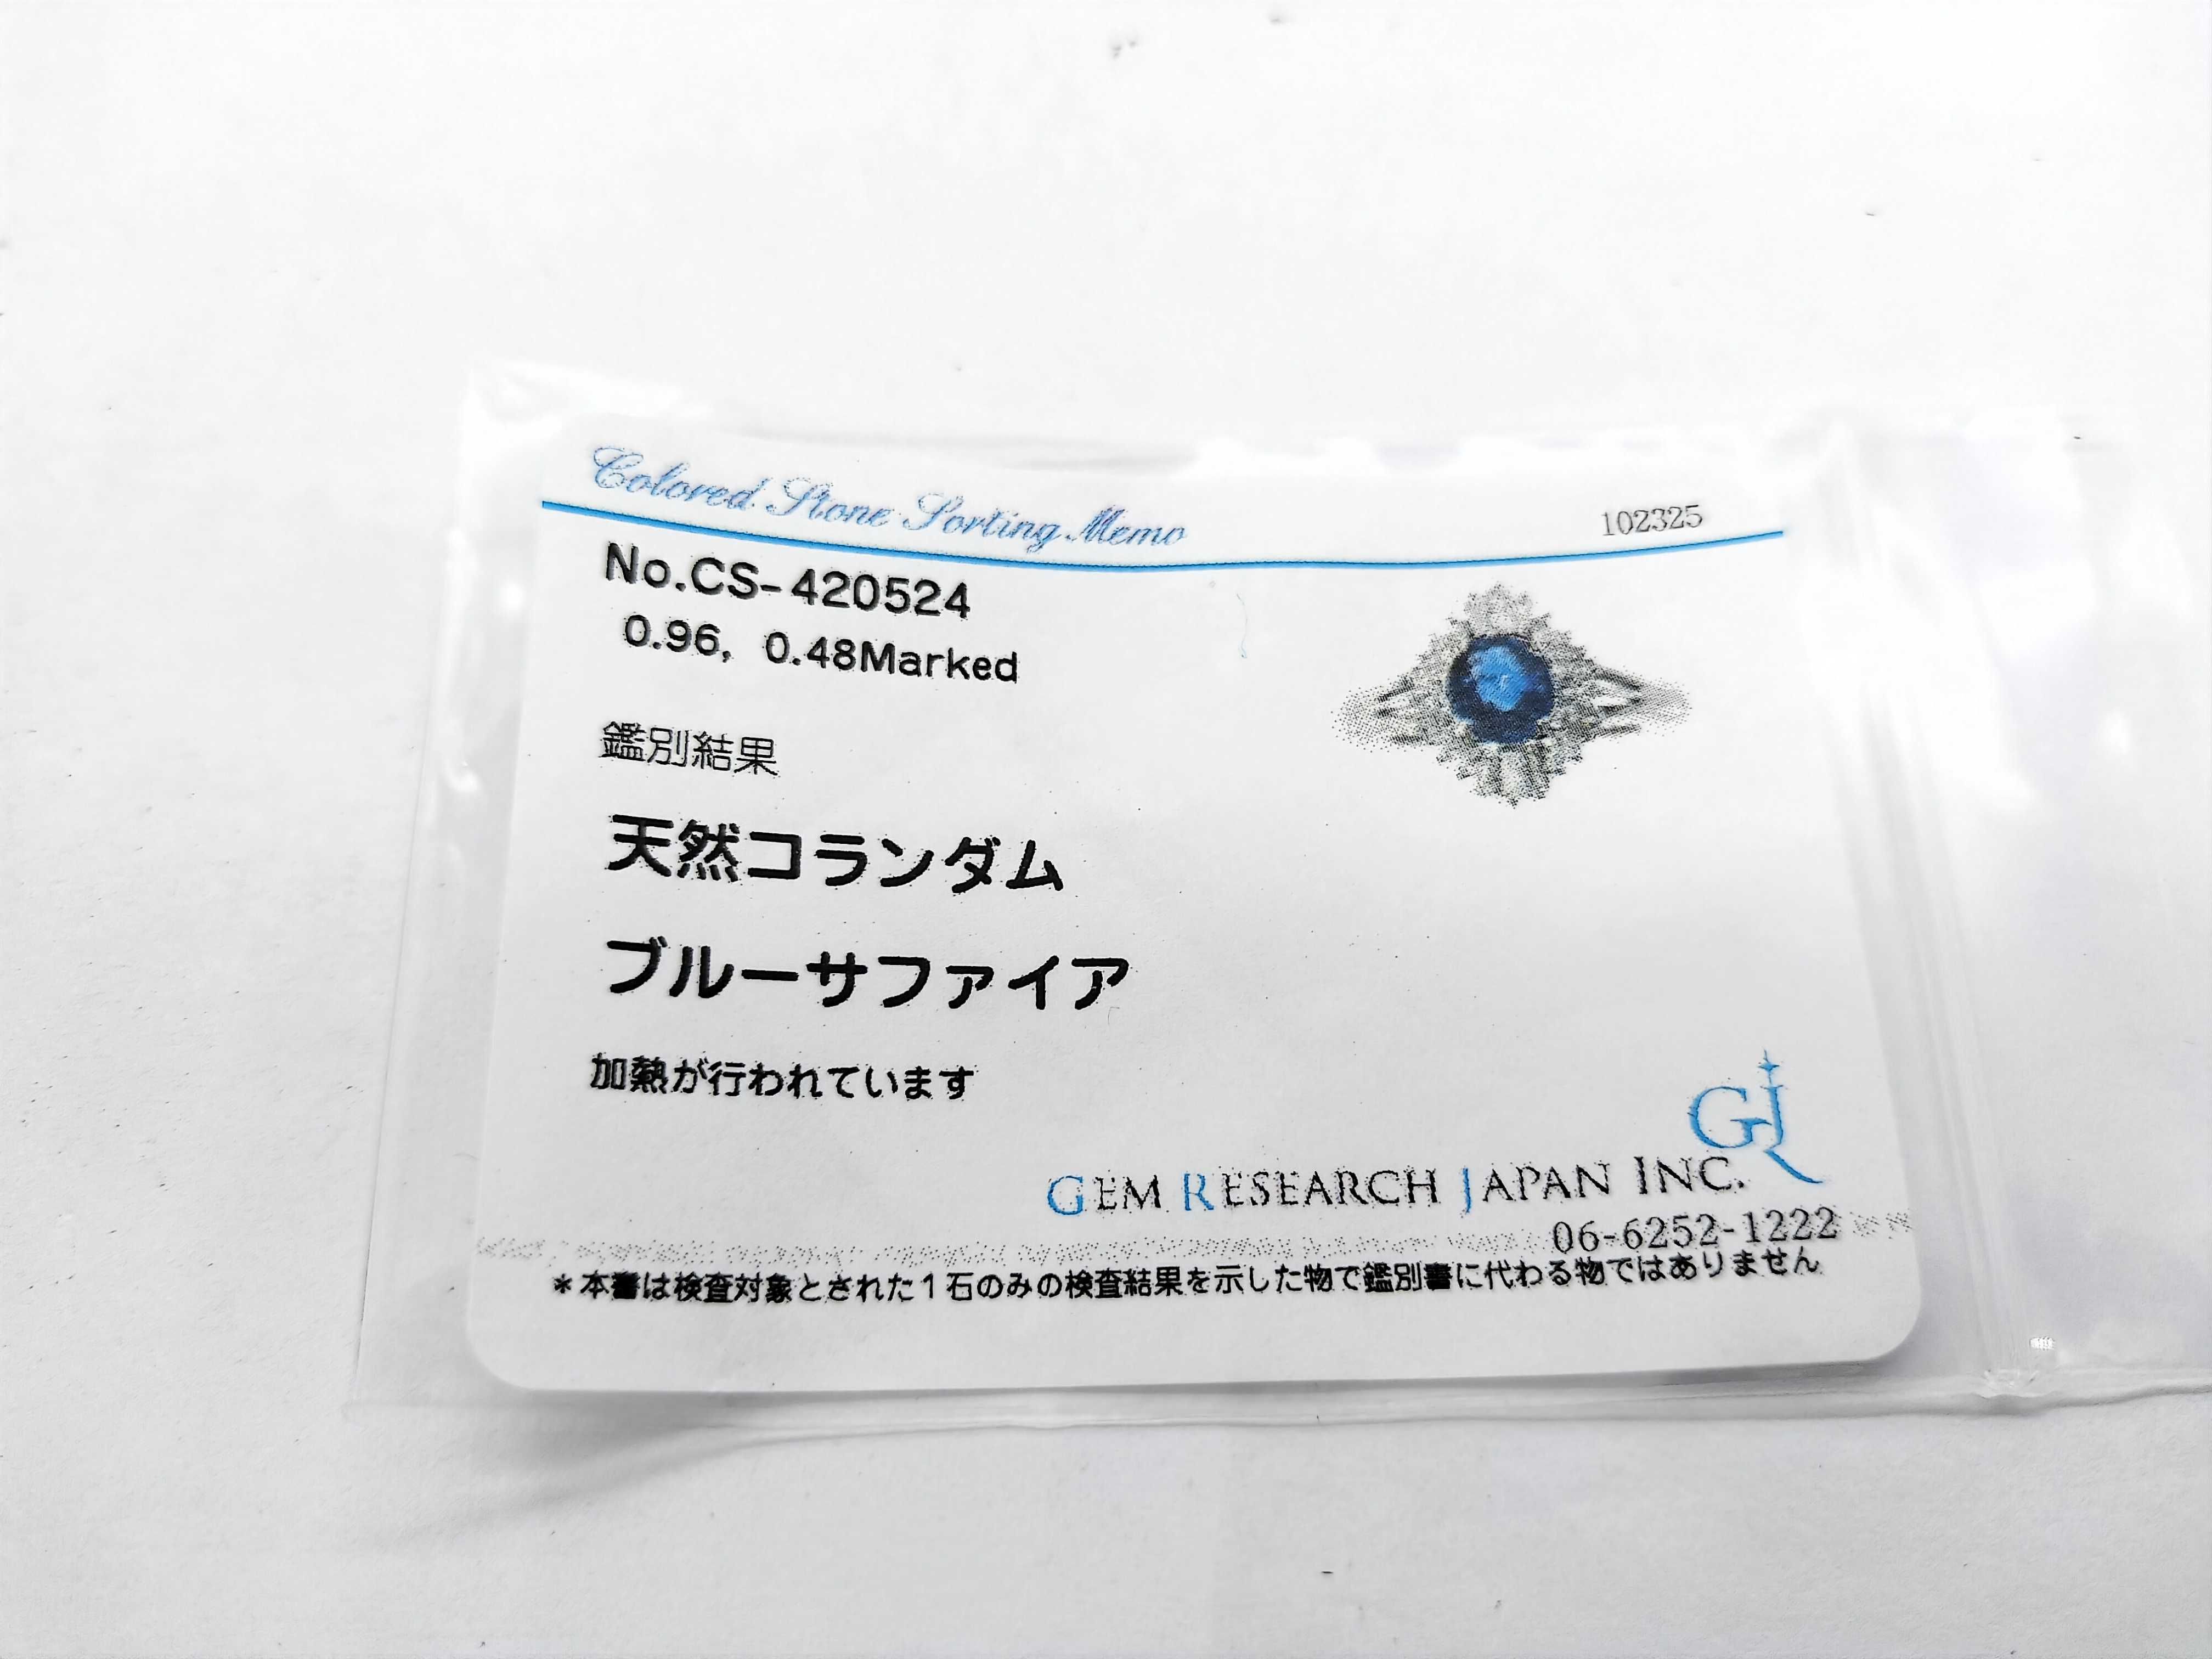 Colored Stone Sorting Memo
102325
No.CS-420524
0.96, 0.48Marked
鑑別結果
天然コランダム
ブルーサファイア
加熱が行われています
GJR
GEM RESEARCH JAPAN INC.
06-6252-1222
*本書は検査対象とされた1石のみの検査結果を示した物で鑑別書に代わる物ではありません